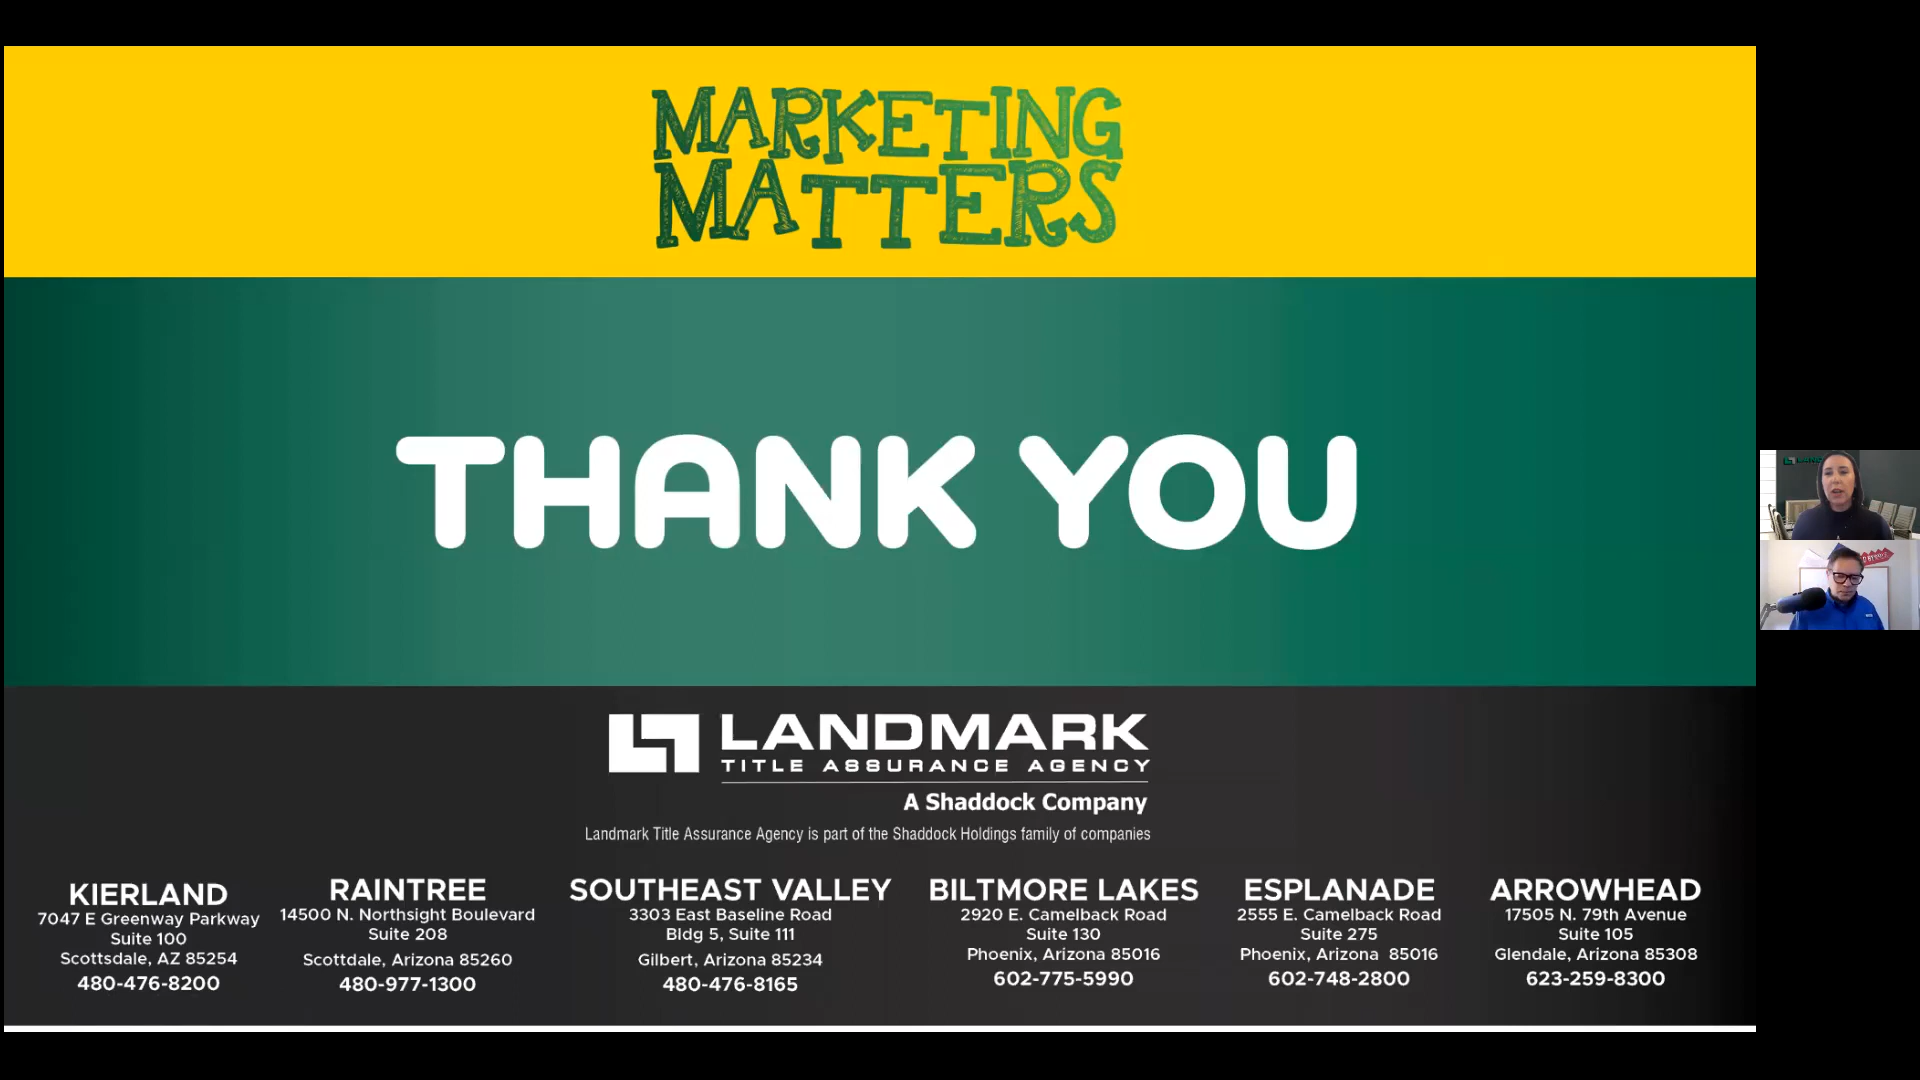 MARKETING
MATTERS
THANK YOU
LANDMARK
TITLE ASSURANCE AGENCY
A Shaddock Company
Landmark Title Assurance Agency is part of the Shaddock Holdings family of companies
KIERLAND
7047 E Greenway Parkway
Suite 100
Scottsdale, AZ 85254
480-476-8200
RAINTREE
14500 N. Northsight Boulevard
Suite 208
Scottdale, Arizona 85260
480-977-1300
SOUTHEAST VALLEY
3303 East Baseline Road
Bldg 5, Suite 111
Gilbert, Arizona 85234
480-476-8165
BILTMORE LAKES
2920 E. Camelback Road
Suite 130
Phoenix, Arizona 85016
602-775-5990
ESPLANADE
2555 E. Camelback Road
Suite 275
Phoenix, Arizona 85016
602-748-2800
ARROWHEAD
17505 N. 79th Avenue
Suite 105
Glendale, Arizona 85308
623-259-8300